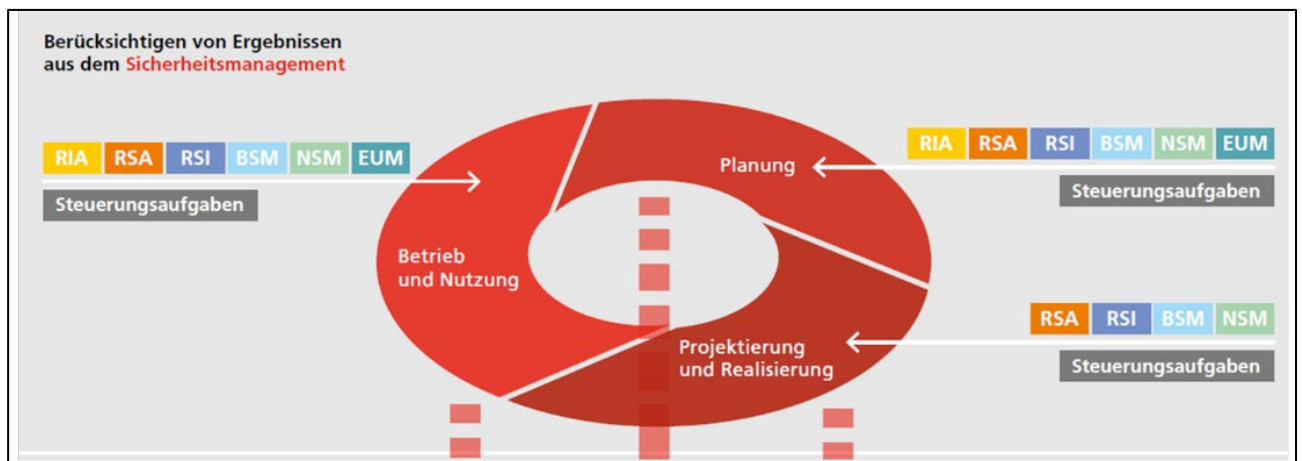 Berücksichtigen von Ergebnissen
aus dem Sicherheitsmanagement
RIA RSA RSI BSM NSM EUM
Steuerungsaufgaben
RIA RSA RSI BSM NSM EUM
Steuerungsaufgaben
Planung
Betrieb
und Nutzung
RSA RSI BSM NSM
Steuerungsaufgaben
Projektierung
und Realisierung